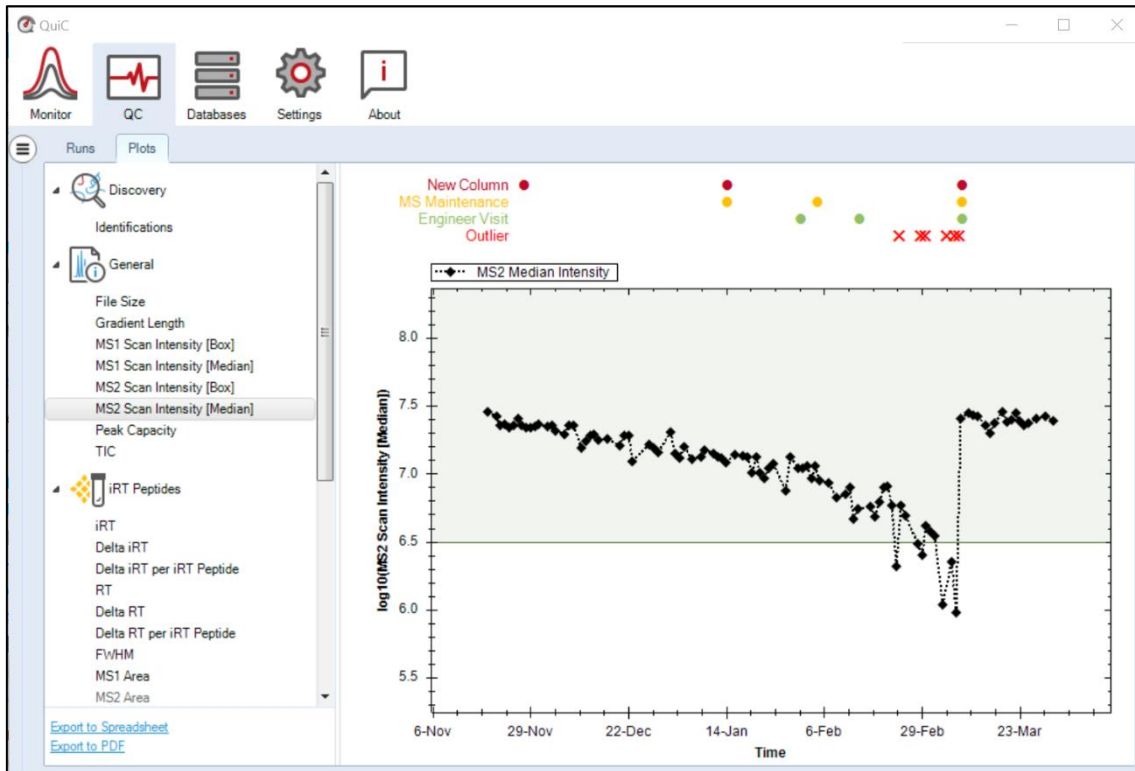 QuiC
Monitor QC Databases Settings About
Runs Plots
Discovery
Identifications
General
File Size
Gradient Length
MS1 Scan Intensity [Box]
MS1 Scan Intensity [Median]
MS2 Scan Intensity [Box]
MS2 Scan Intensity [Median]
Peak Capacity
TIC
iRT Peptides
iRT
Delta iRT
Delta iRT per iRT Peptide
RT
Delta RT
Delta RT per iRT Peptide
FWHM
MS1 Area
MS2 Area
Export to Spreadsheet
Export to PDF
New Column
MS Maintenance
Engineer Visit
Outlier
MS2 Median Intensity
log10(MS2 Scan Intensity [Median])
8.0
7.5
7.0
6.5
6.0
5.5
6-Nov 29-Nov 22-Dec 14-Jan 6-Feb 29-Feb 23-Mar
Time